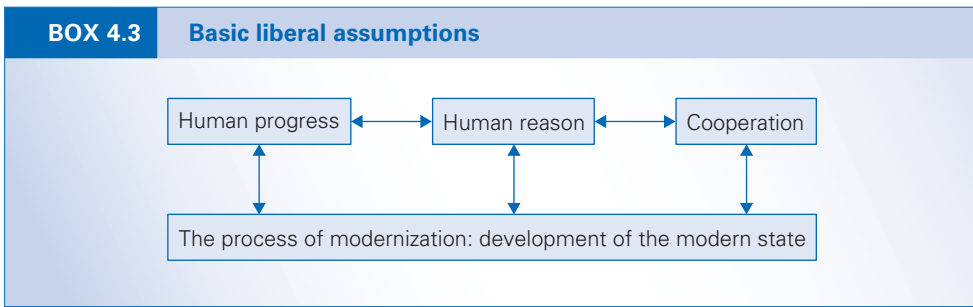 BOX 4.3 Basic liberal assumptions
Human progress Human reason Cooperation
The process of modernization: development of the modern state